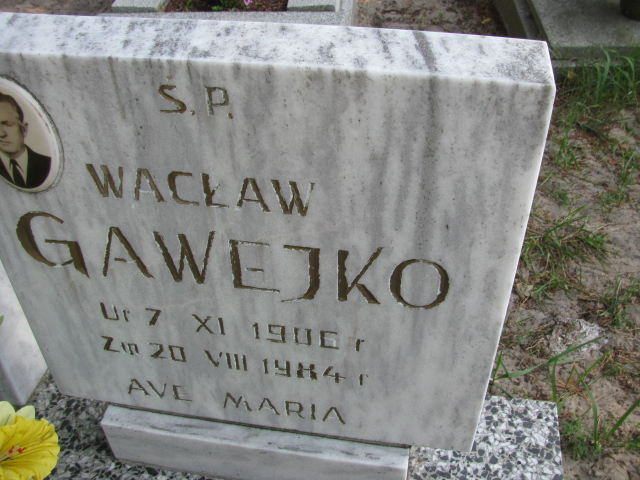 Ś.P.
WACŁAW
GAWEJKO
Ur 7 XI 1906 r
Zm 20 VIII 1984 r
AVE MARIA